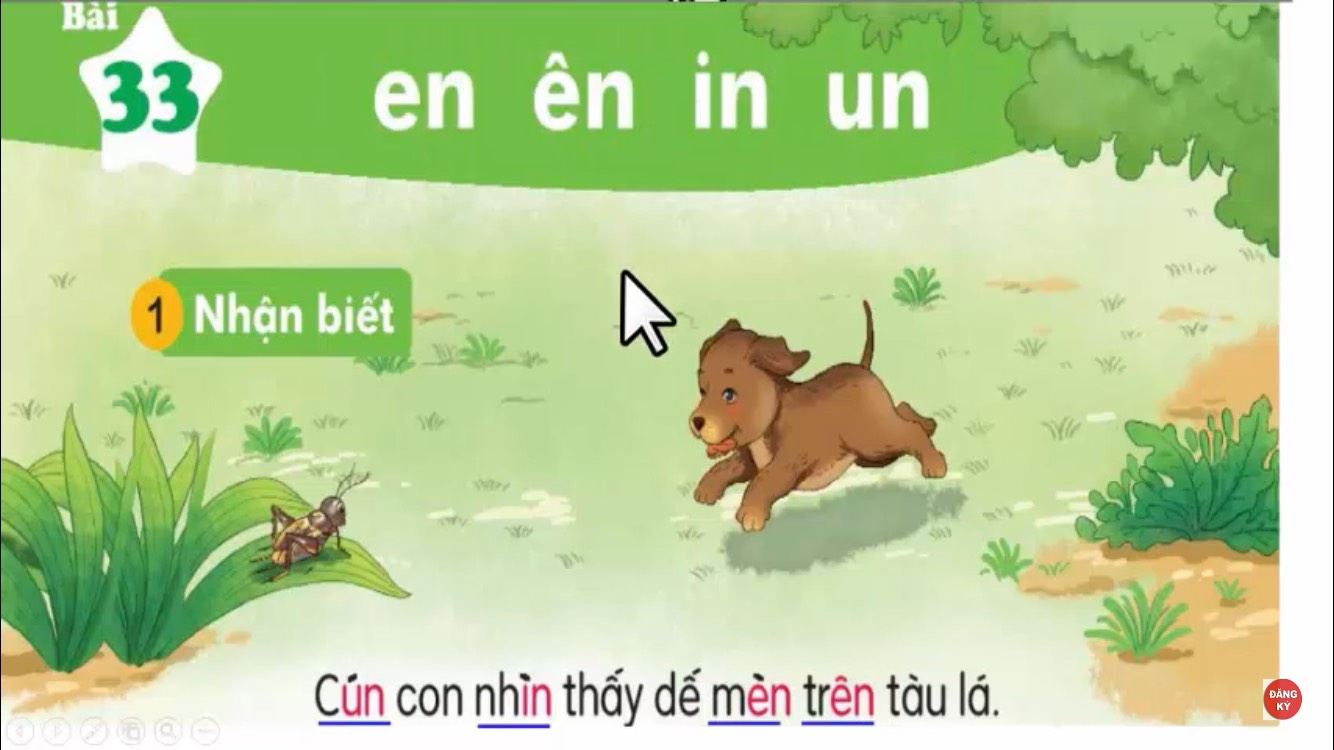 Bài
33
en ên in un
1 Nhận biết
Cún con nhìn thấy dế mèn trên tàu lá.
ĐĂNG
KÝ